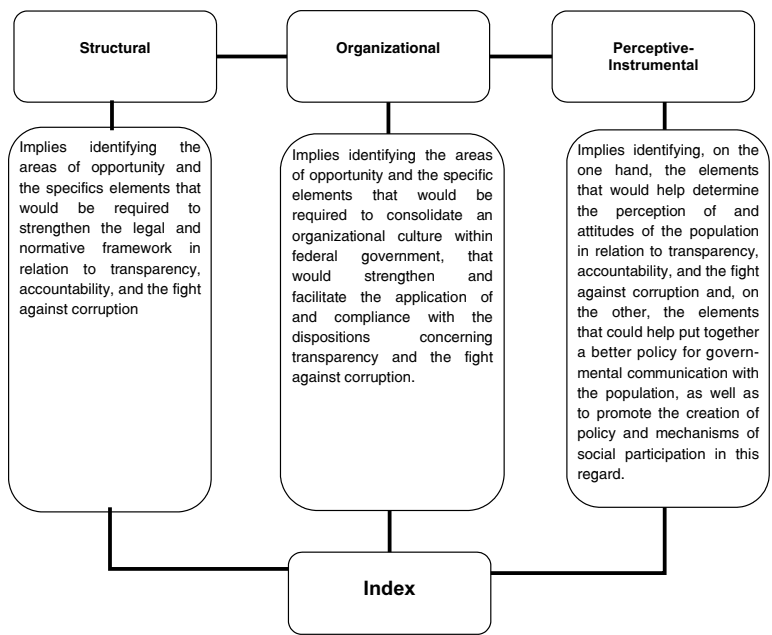 Structural
Organizational
Perceptive-
Instrumental
Implies identifying the
areas of opportunity and
the specifics elements that
would be required to
strengthen the legal and
normative framework in
relation to transparency,
accountability, and the fight
against corruption
Implies identifying the areas
of opportunity and the specific
elements that would be
required to consolidate an
organizational culture within
federal government, that
would strengthen and
facilitate the application of
and compliance with the
dispositions concerning
transparency and the fight
against corruption.
Implies identifying, on the
one hand, the elements
that would help determine
the perception of and
attitudes of the population
in relation to transparency,
accountability, and the fight
against corruption and, on
the other, the elements
that could help put together
a better policy for govern-
mental communication with
the population, as well as
to promote the creation of
policy and mechanisms of
social participation in this
regard.
Index